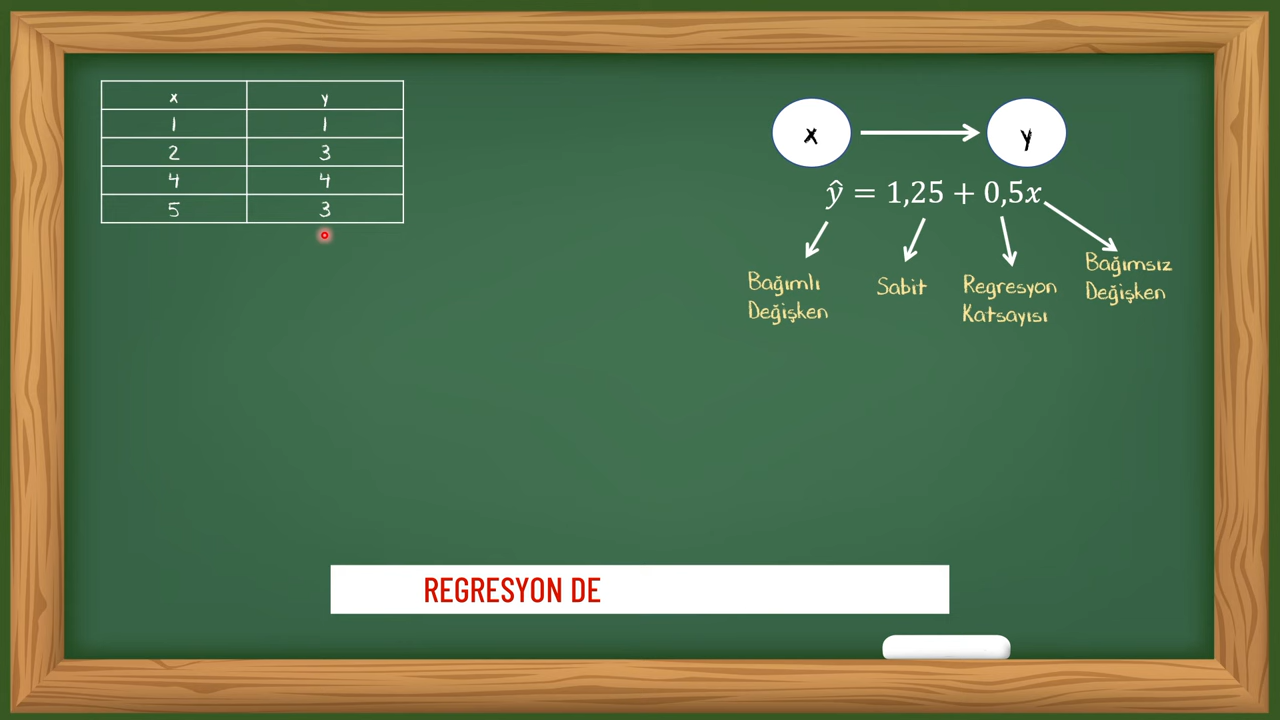 x y
1 1
2 3
4 4
5 3
x y
ŷ = 1,25 + 0,5x
Bağımlı
Değişken
Sabit
Regresyon
Katsayısı
Bağımsız
Değişken
REGRESYON DE